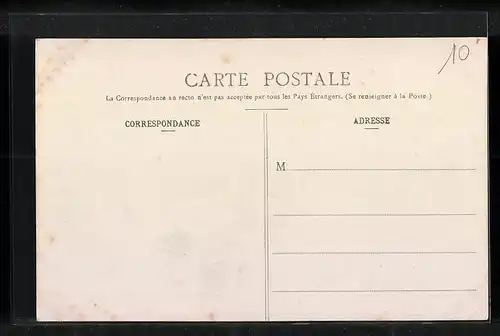 10
CARTE POSTALE
La Correspondance au recto n'est pas acceptée par tous les Pays Étrangers. (Se renseigner à la Poste.)
CORRESPONDANCE
ADRESSE
M